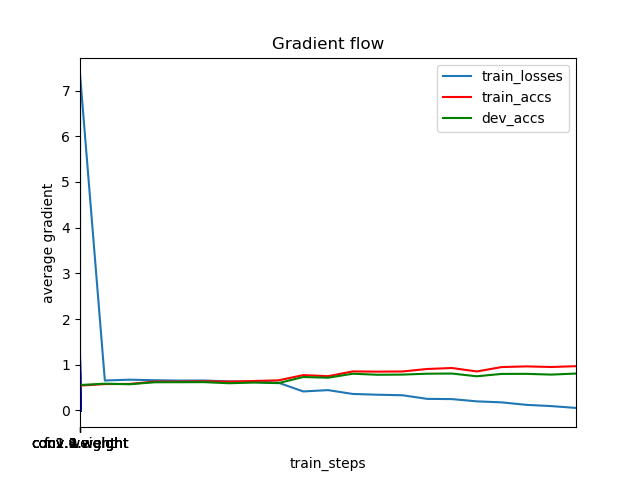 Gradient flow
average gradient
7
6
5
4
3
2
1
0
train_losses
train_accs
dev_accs
train_steps